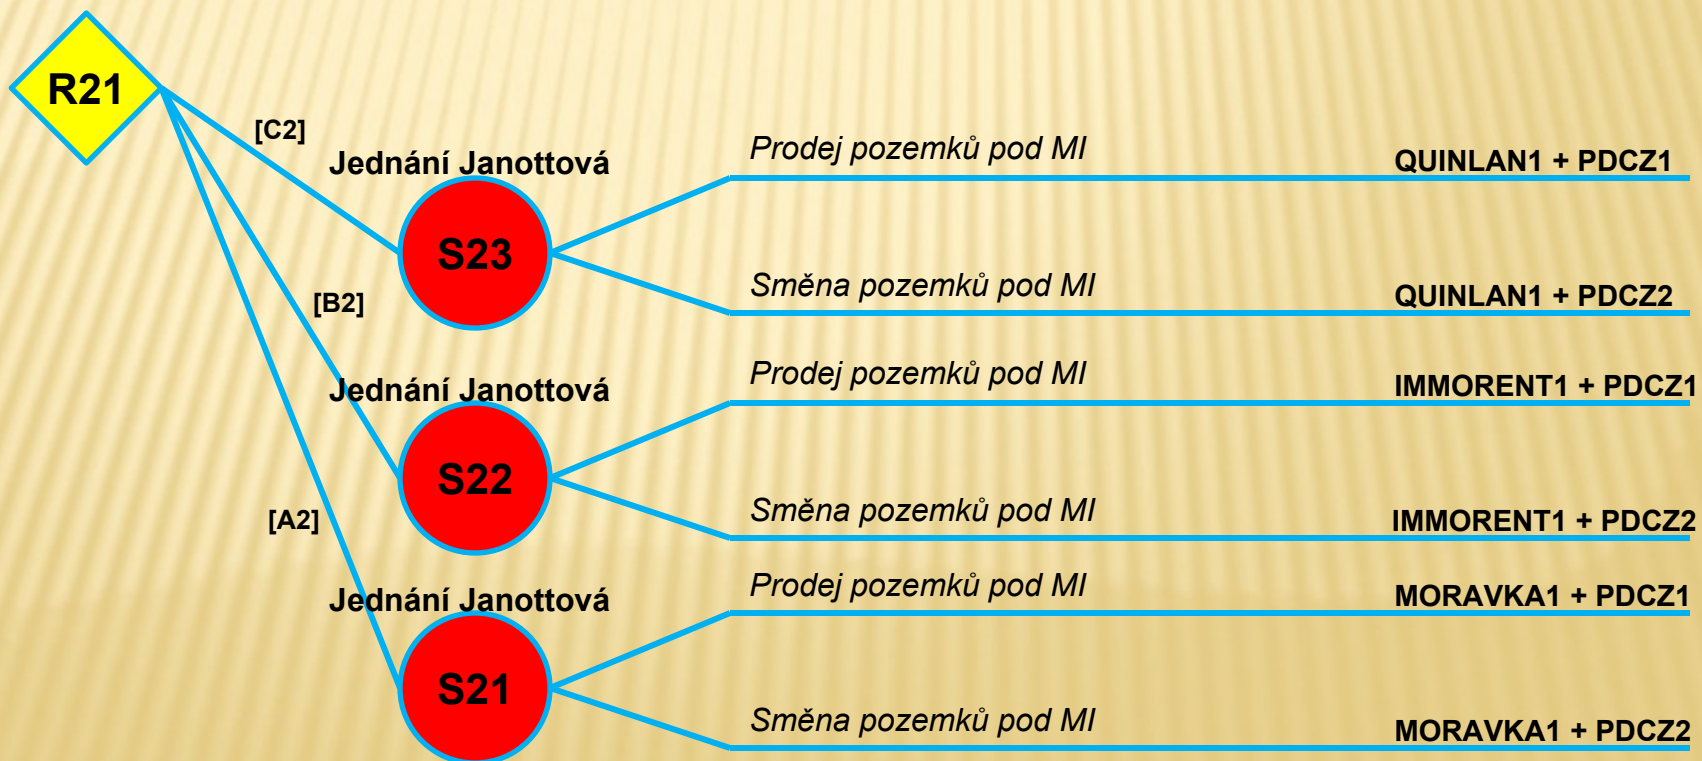 R21
[C2]
Jednání Janottová
Prodej pozemků pod MI
QUINLAN1 + PDCZ1
S23
Směna pozemků pod MI
QUINLAN1 + PDCZ2
[B2]
Jednání Janottová
Prodej pozemků pod MI
IMMORENT1 + PDCZ1
S22
Směna pozemků pod MI
IMMORENT1 + PDCZ2
[A2]
Jednání Janottová
Prodej pozemků pod MI
MORAVKA1 + PDCZ1
S21
Směna pozemků pod MI
MORAVKA1 + PDCZ2